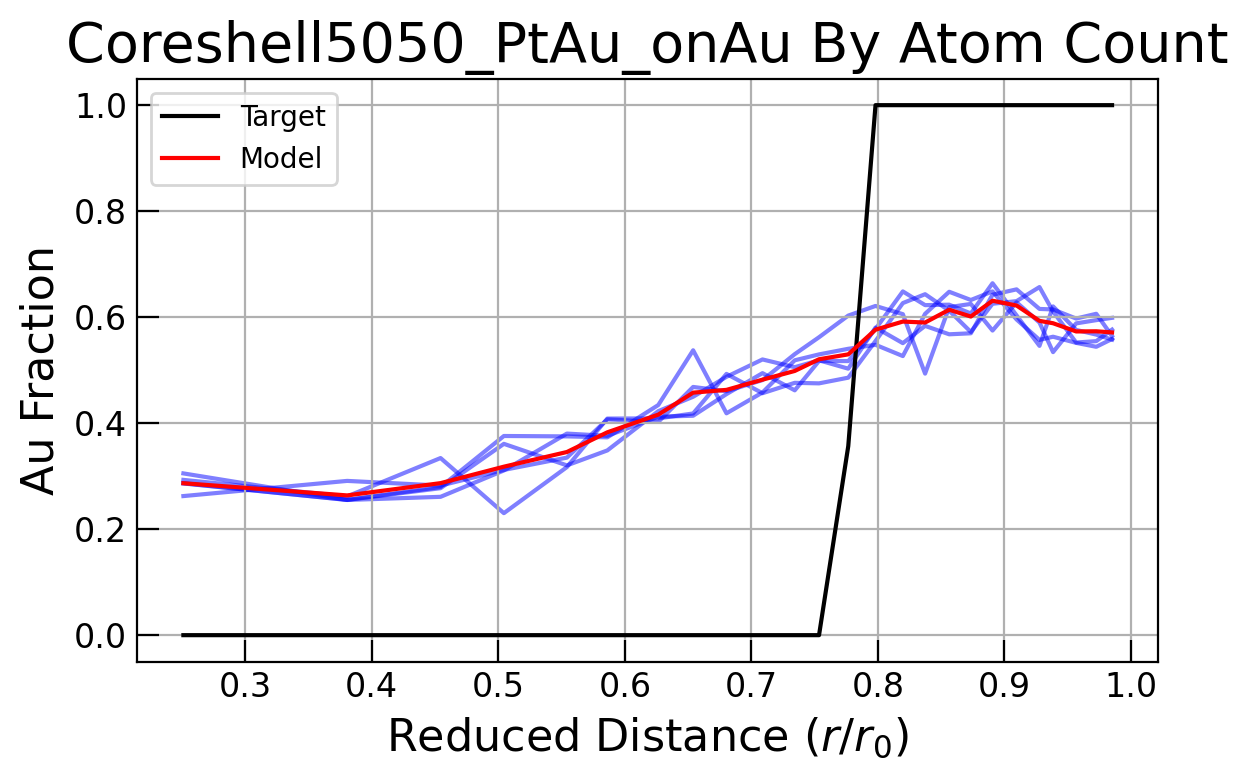 Coreshell5050_PtAu_onAu By Atom Count
Target
Model
Au Fraction
1.0
0.8
0.6
0.4
0.2
0.0
0.3 0.4 0.5 0.6 0.7 0.8 0.9 1.0
Reduced Distance (r/r₀)